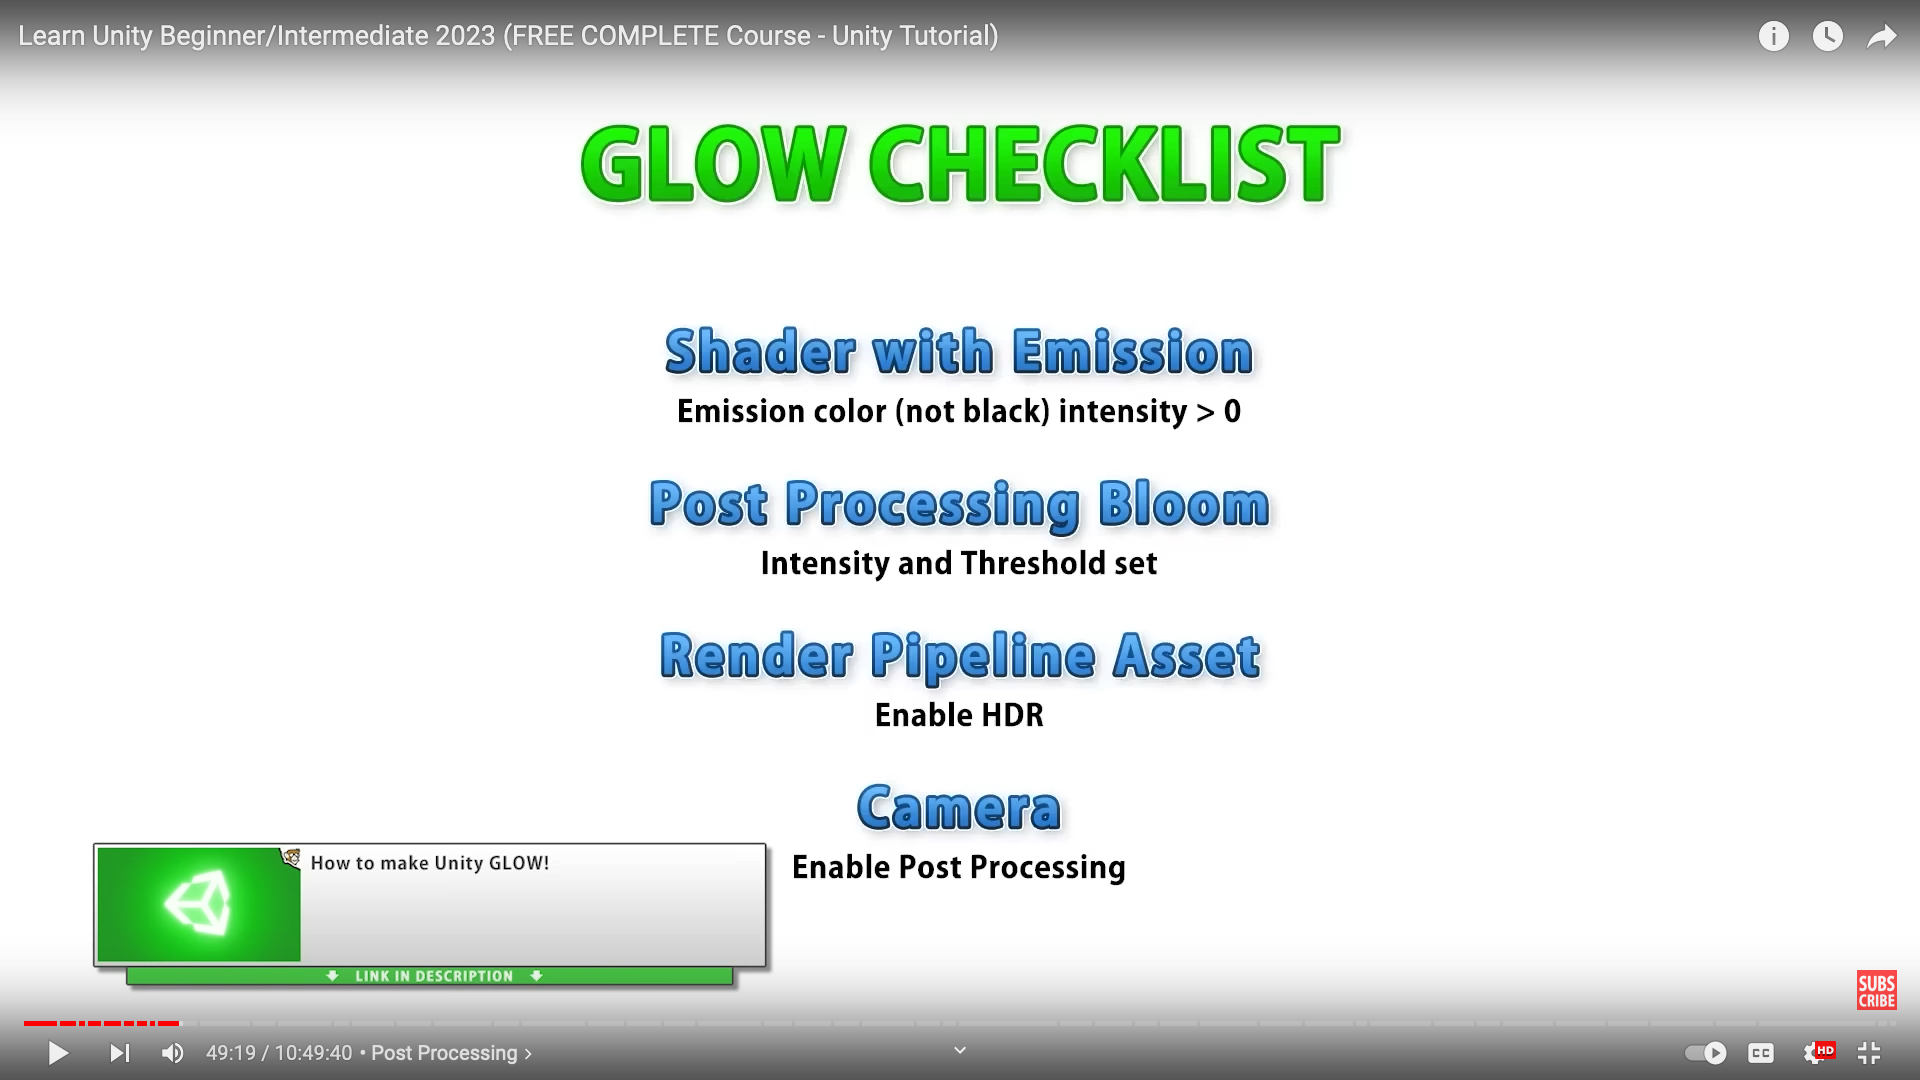 Learn Unity Beginner/Intermediate 2023 (FREE COMPLETE Course - Unity Tutorial)
GLOW CHECKLIST
Shader with Emission
Emission color (not black) intensity > 0
Post Processing Bloom
Intensity and Threshold set
Render Pipeline Asset
Enable HDR
Camera
Enable Post Processing
How to make Unity GLOW!
LINK IN DESCRIPTION
SUBS
CRIBE
49:19 / 10:49:40 • Post Processing
CC
HD